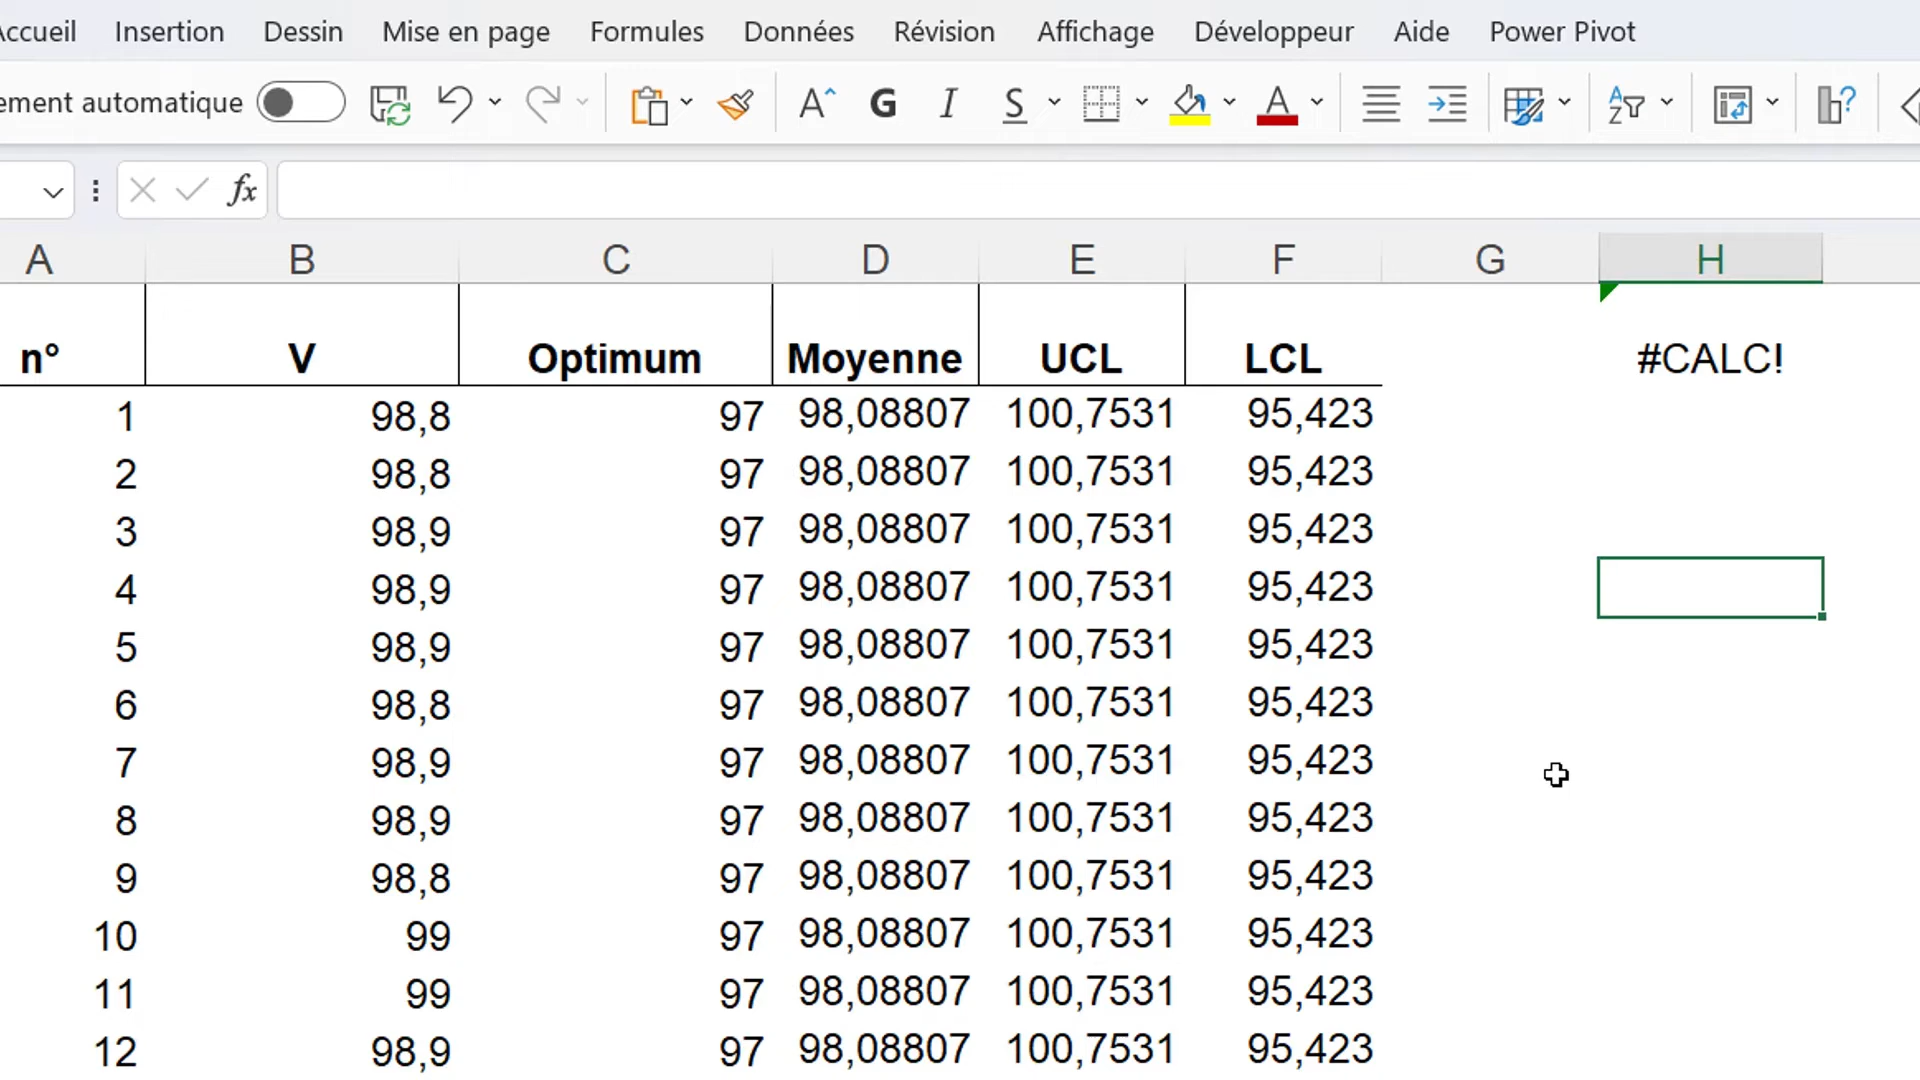 ccueil Insertion Dessin Mise en page Formules Données Révision Affichage Développeur Aide Power Pivot
ement automatique A G I S A A Z ?
fx
A B C D E F G H
n° V Optimum Moyenne UCL LCL #CALC!
1 98,8 97 98,08807 100,7531 95,423
2 98,8 97 98,08807 100,7531 95,423
3 98,9 97 98,08807 100,7531 95,423
4 98,9 97 98,08807 100,7531 95,423
5 98,9 97 98,08807 100,7531 95,423
6 98,8 97 98,08807 100,7531 95,423
7 98,9 97 98,08807 100,7531 95,423
8 98,9 97 98,08807 100,7531 95,423
9 98,8 97 98,08807 100,7531 95,423
10 99 97 98,08807 100,7531 95,423
11 99 97 98,08807 100,7531 95,423
12 98,9 97 98,08807 100,7531 95,423